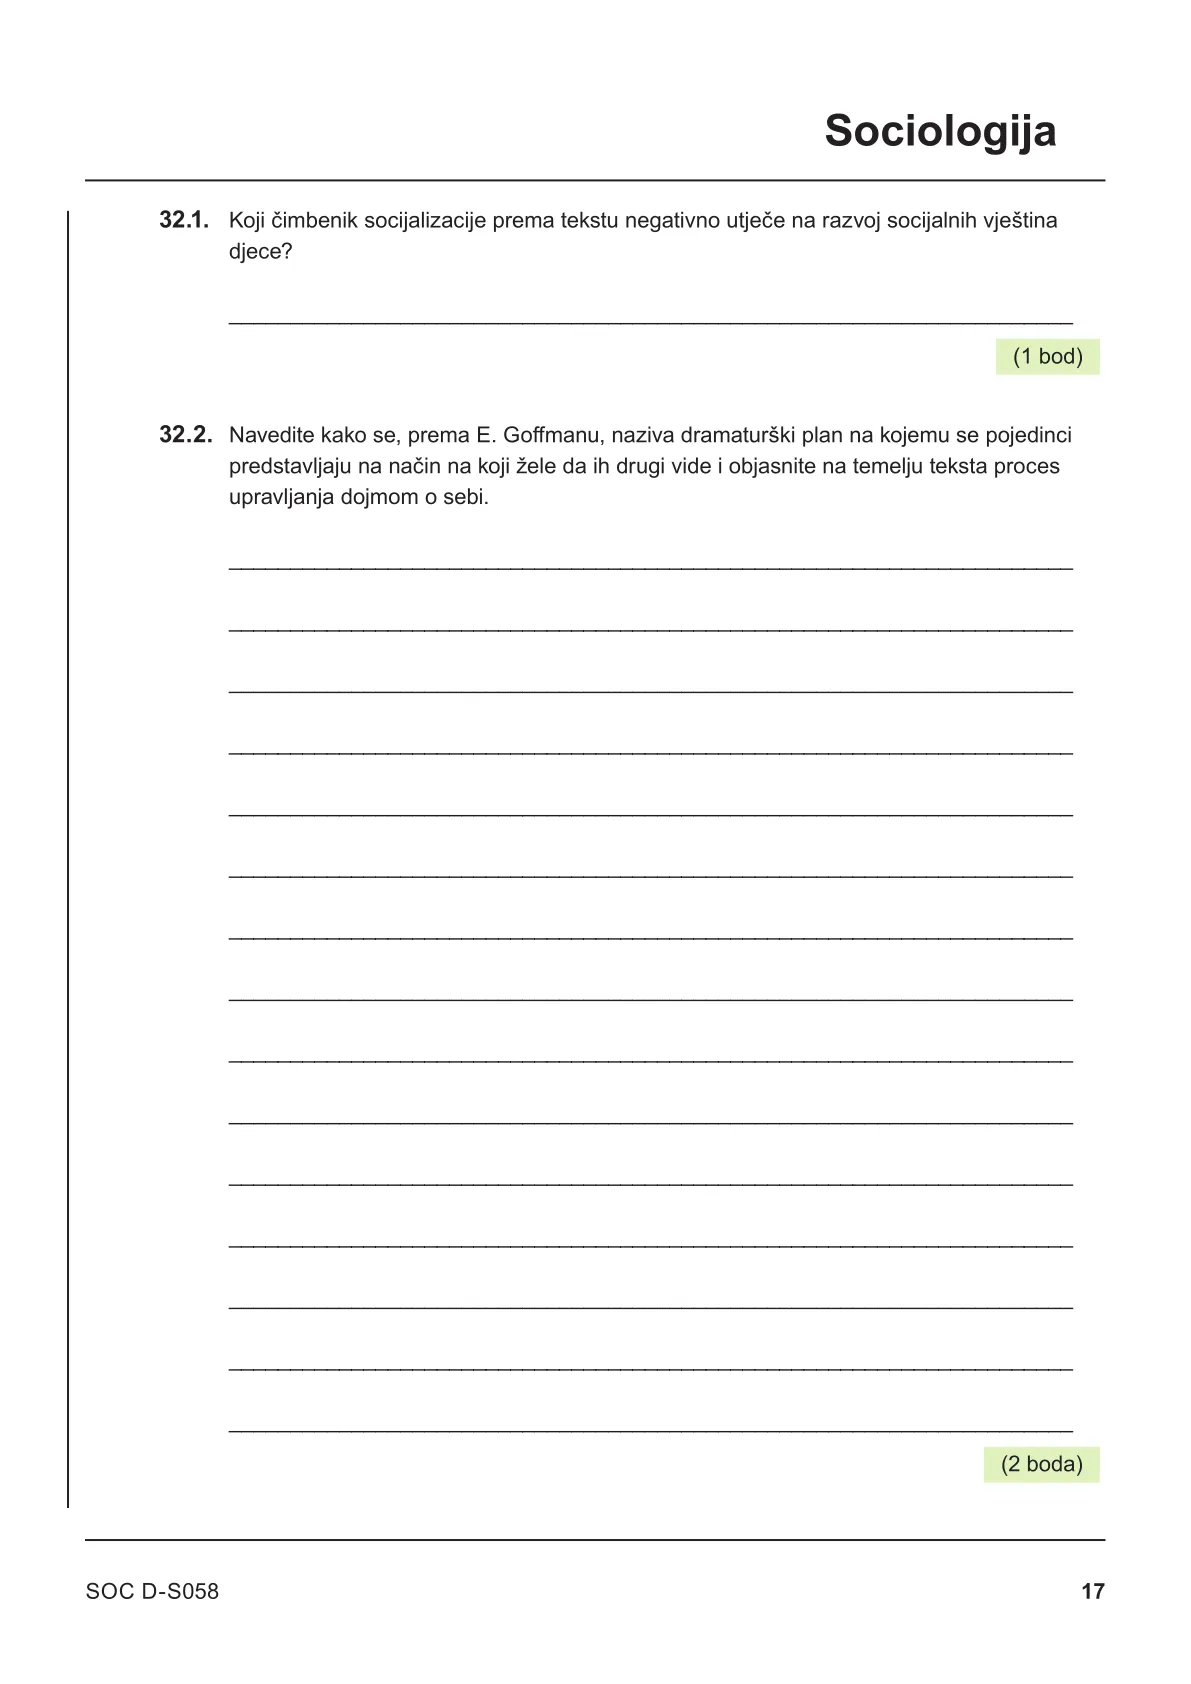 Sociologija
32.1. Koji čimbenik socijalizacije prema tekstu negativno utječe na razvoj socijalnih vještina
djece?
(1 bod)
32.2. Navedite kako se, prema E. Goffmanu, naziva dramaturški plan na kojemu se pojedinci
predstavljaju na način na koji žele da ih drugi vide i objasnite na temelju teksta proces
upravljanja dojmom o sebi.
(2 boda)
SOC D-S058
17